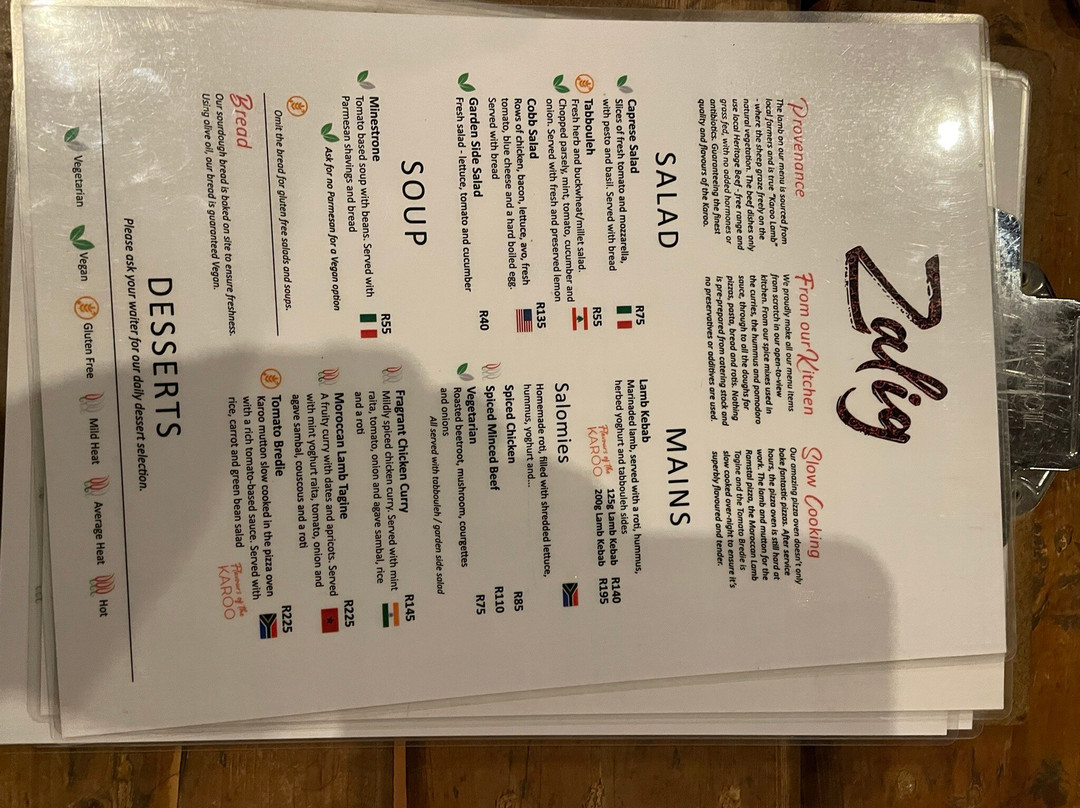 Zalig
Provenance
The lamb on our menu is sourced from
local farmers and is true "Karoo Lamb"
- where the sheep graze freely on the
natural vegetation. The beef dishes only
use local Heritage Beef - free range and
grass fed, with no added hormones or
antibiotics. Guaranteeing the finest
quality and flavours of the Karoo.
From our Kitchen
We proudly make all our menu items
from scratch in our open-to-view
kitchen. From our spice mixes used in
the curries, the hummus and pomodoro
sauce, through to all the doughs for
pizzas, pasta, bread and rotis. Nothing
is pre-prepared from catering stock and
no preservatives or additives are used.
Slow Cooking
Our amazing pizza oven doesn't only
bake fantastic pizzas. After service
hours, the pizza oven is still hard at
work. The lamb and mutton for the
Ramstal pizza, the Moroccan Lamb
Tagine and the Tomato Bredie is
slow cooked over-night to ensure it's
superbly flavoured and tender.
SALAD
Caprese Salad R75
Slices of fresh tomato and mozzarella,
with pesto and basil. Served with bread
Tabbouleh R55
Fresh herb and buckwheat/millet salad.
Chopped parsely, mint, tomato, cucumber and
onion. Served with fresh and preserved lemon
Cobb Salad R135
Rows of chicken, bacon, lettuce, avo, fresh
tomato, blue cheese and a hard boiled egg.
Served with bread
Garden Side Salad R40
Fresh salad - lettuce, tomato and cucumber
SOUP
Minestrone R55
Tomato based soup with beans. Served with
Parmesan shavings and bread
Ask for no Parmesan for a Vegan option
Omit the bread for gluten free salads and soups.
Bread
Our sourdough bread is baked on site to ensure freshness.
Using olive oil, our bread is guaranteed Vegan.
MAINS
Lamb Kebab
Marinaded lamb, served with a roti, hummus,
herbed yoghurt and tabbouleh sides
Flavours of the
KAROO
125g Lamb Kebab R140
200g Lamb Kebab R195
Salomies
Homemade roti, filled with shredded lettuce,
hummus, yoghurt and...
Spiced Chicken R85
Spiced Minced Beef R110
Vegetarian R75
Roasted beetroot, mushroom, courgettes
and onions
All served with tabbouleh / garden side salad
Fragrant Chicken Curry R145
Mildly spiced chicken curry. Served with mint
raita, tomato, onion and agave sambal, rice
and a roti
Moroccan Lamb Tagine R225
A fruity curry with dates and apricots. Served
with mint yoghurt raita, tomato, onion and
agave sambal, couscous and a roti
Tomato Bredie R225
Karoo mutton slow cooked in the pizza oven
with a rich tomato-based sauce. Served with
rice, carrot and green bean salad
Flavours of the
KAROO
DESSERTS
Please ask your waiter for our daily dessert selection.
Vegetarian Vegan Gluten Free Mild Heat Average Heat Hot